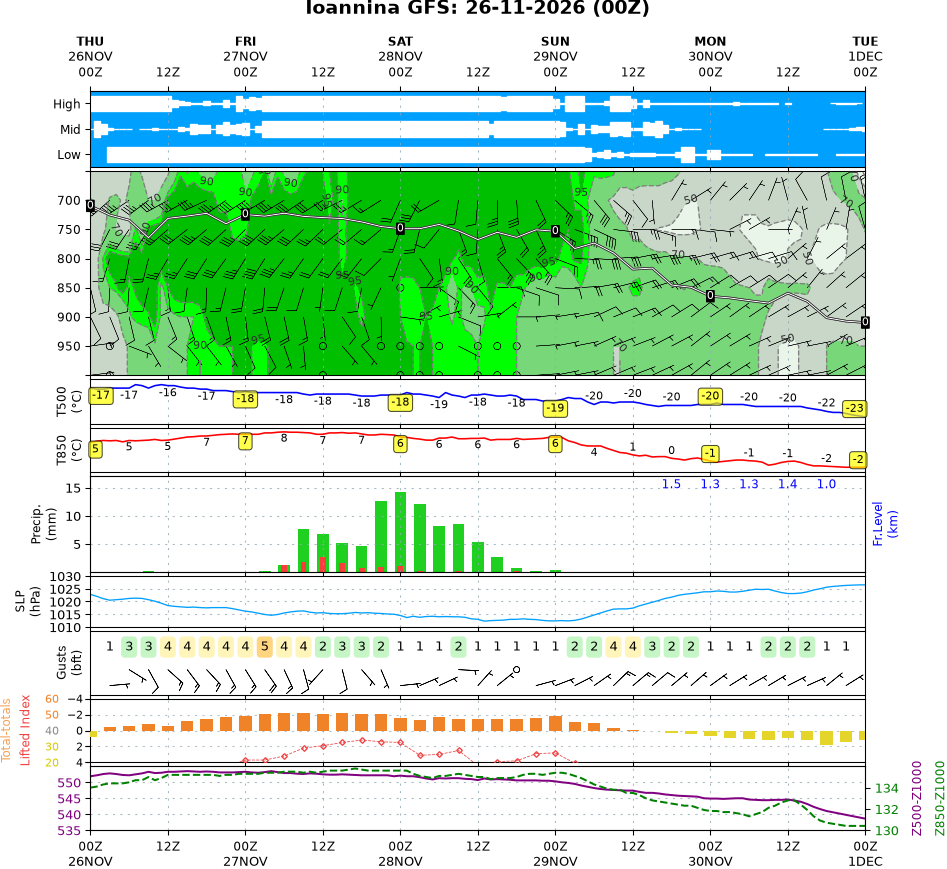 Ioannina GFS: 26-11-2026 (00Z)
THU FRI SAT SUN MON TUE
26NOV 27NOV 28NOV 29NOV 30NOV 1DEC
00Z 12Z 00Z 12Z 00Z 12Z 00Z 12Z 00Z 12Z 00Z
High
Mid
Low
700
750
800
850
900
950
0 0 0 0 0 0
T500 (°C)
-17 -17 -16 -17 -18 -18 -18 -18 -18 -19 -18 -18 -19 -20 -20 -20 -20 -20 -20 -22 -23
T850 (°C)
5 5 5 7 7 8 7 7 6 6 6 6 6 4 1 0 -1 -1 -1 -2 -2
1.5 1.3 1.3 1.4 1.0
Precip. (mm)
15
10
5
Fr.Level (km)
SLP (hPa)
1030
1025
1020
1015
1010
Gusts (bft)
1 3 3 4 4 4 4 4 5 4 4 2 3 3 2 1 1 1 2 1 1 1 1 1 2 2 4 4 3 2 2 1 1 1 2 2 2 1 1
Total-totals
Lifted Index
60 −4
50 −2
40 0
30 2
20 4
550
545
540
535
134
132
130
Z500-Z1000
Z850-Z1000
00Z 12Z 00Z 12Z 00Z 12Z 00Z 12Z 00Z 12Z 00Z
26NOV 27NOV 28NOV 29NOV 30NOV 1DEC